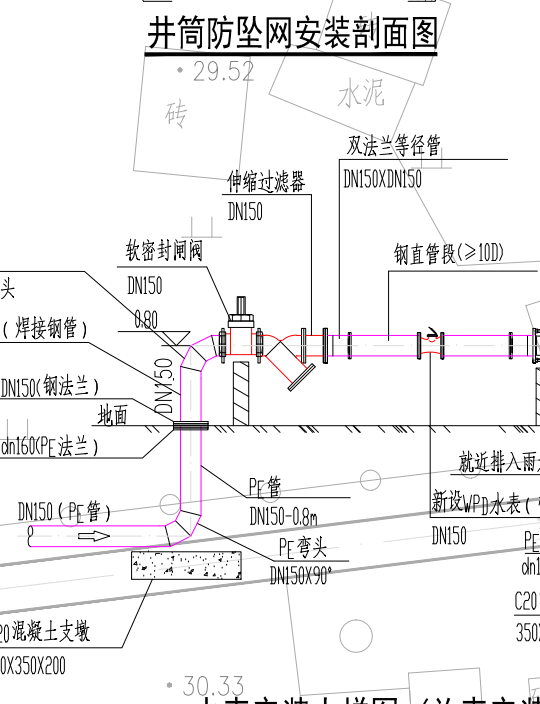 井筒防坠网安装剖面图
29.52
砖
水泥
双法兰等径管
DN150XDN150
伸缩过滤器
DN150
软密封闸阀
DN150
0.80
钢直管段(≥10D)
头
(焊接钢管)
DN150
DN150(钢法兰)
地面
dn160(PE法兰)
就近排入雨
PE管
DN150-0.8m
新设WPD水表(
DN150
DN150(PE管)
PE弯头
DN150X90°
PE
dn1
C20
350X
20混凝土支墩
0X350X200
30.33